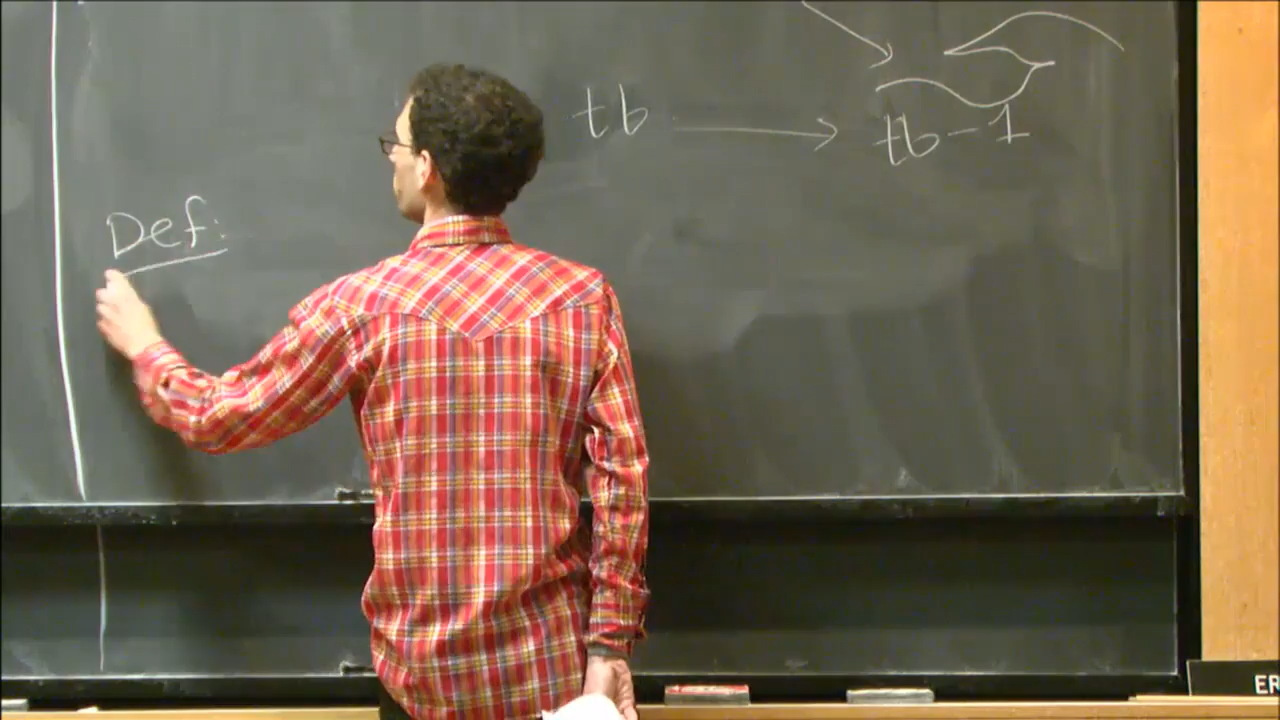 tb → tb-1
Def:
ER